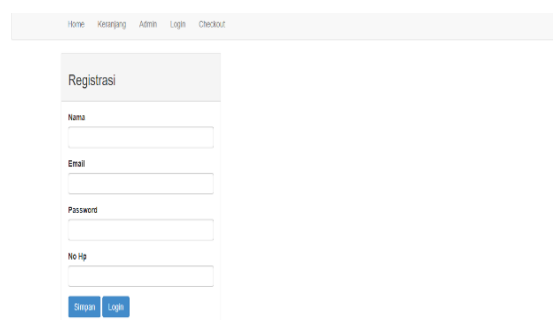 Home Keranjang Admin Login Checkout
Registrasi
Nama
Email
Password
No Hp
Simpan Login